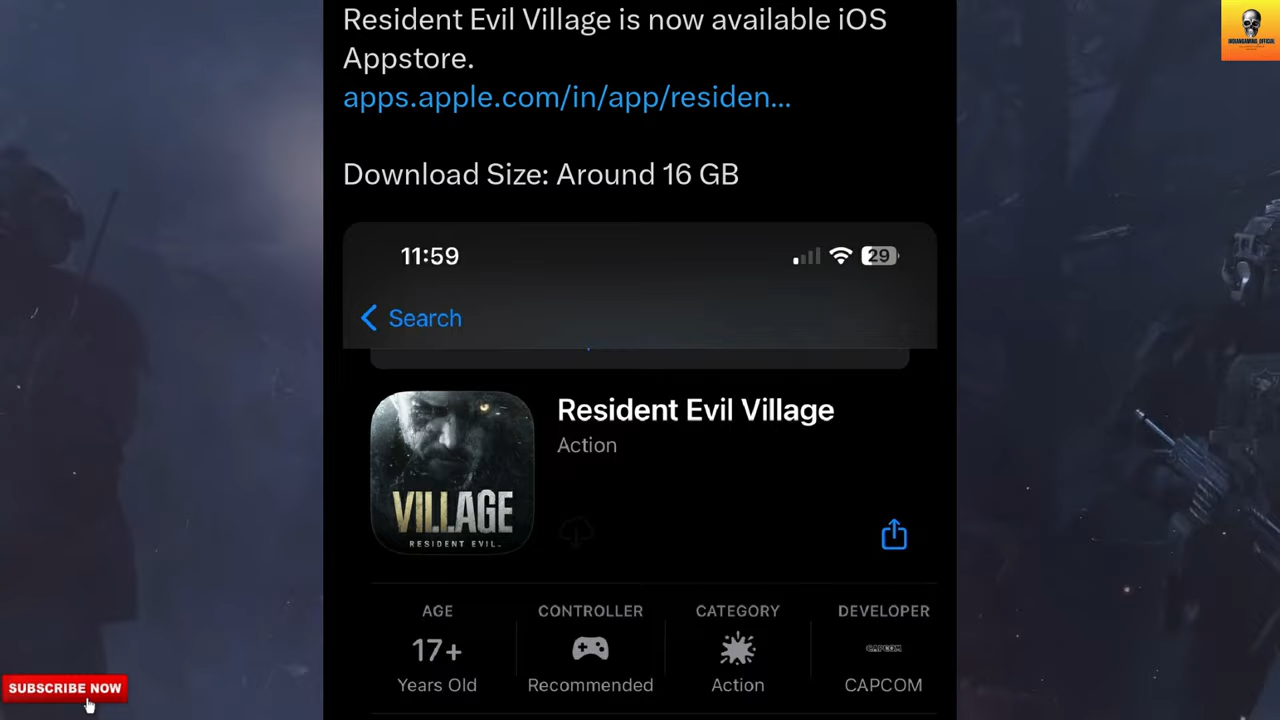 Resident Evil Village is now available iOS
Appstore.
apps.apple.com/in/app/residen...
Download Size: Around 16 GB
11:59
29
Search
Resident Evil Village
Action
VILLAGE
RESIDENT EVIL
AGE
CONTROLLER
CATEGORY
DEVELOPER
17+
CAPCOM
Years Old
Recommended
Action
CAPCOM
SUBSCRIBE NOW